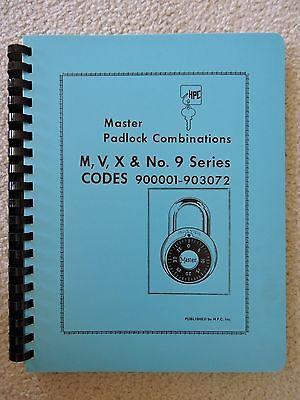 HPC
Master
Padlock Combinations
M, V, X & No. 9 Series
CODES 900001-903072
Master
PUBLISHED by H.P.C. Inc.